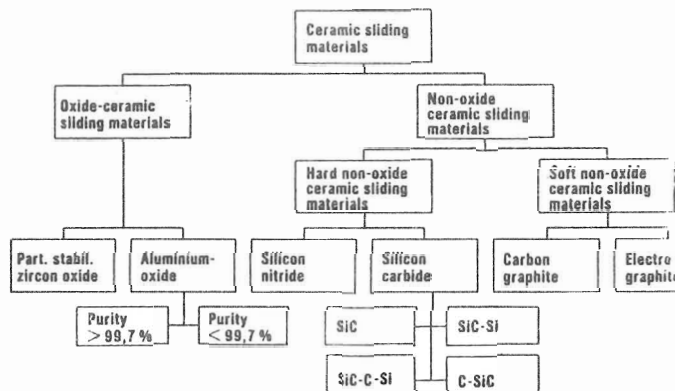 Ceramic sliding
materials
Oxide-ceramic
sliding materials
Non-oxide
ceramic sliding
materials
Hard non-oxide
ceramic sliding
materials
Soft non-oxide
ceramic sliding
materials
Part. stabil.
zircon oxide
Aluminium-
oxide
Silicon
nitride
Silicon
carbide
Carbon
graphite
Electro
graphite
Purity
> 99,7 %
Purity
< 99,7 %
SiC
SiC-Si
SiC-C-Si
C-SiC